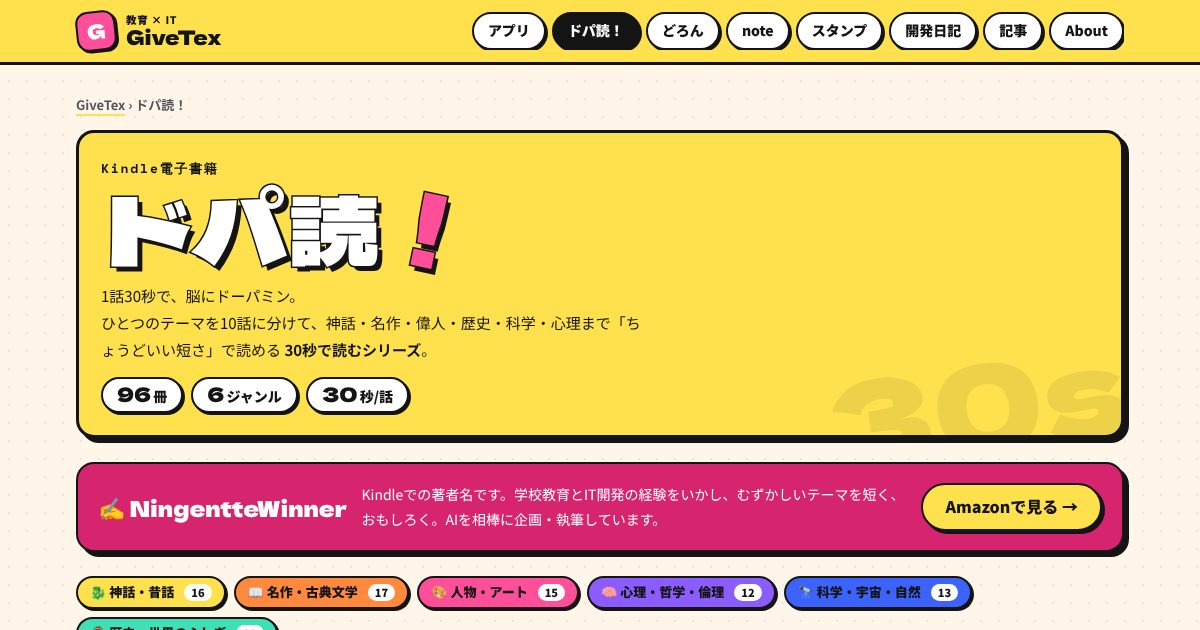 G
教育 × IT
GiveTex
アプリ
ドパ読！
どろん
note
スタンプ
開発日記
記事
About
GiveTex › ドパ読！
Kindle電子書籍
ドパ読！
1話30秒で、脳にドーパミン。
ひとつのテーマを10話に分けて、神話・名作・偉人・歴史・科学・心理まで「ち
ょうどいい短さ」で読める 30秒で読むシリーズ。
96冊
6ジャンル
30秒/話
30s
✍️ NingentteWinner
Kindleでの著者名です。学校教育とIT開発の経験をいかし、むずかしいテーマを短く、
おもしろく。AIを相棒に企画・執筆しています。
Amazonで見る →
神話・昔話 16
名作・古典文学 17
人物・アート 15
心理・哲学・倫理 12
科学・宇宙・自然 13